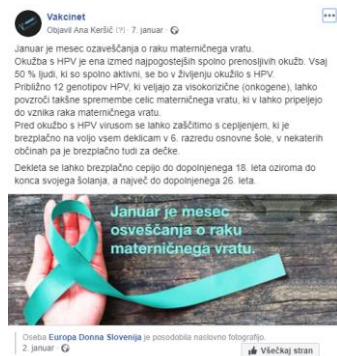 Vakcinet
Objavil Ana Keršič [?] · 7. januar ·
Januar je mesec ozaveščanja o raku materničnega vratu.
Okužba s HPV je ena izmed najpogostejših spolno prenosljivih okužb. Vsaj
50 % ljudi, ki so spolno aktivni, se bo v življenju okužilo s HPV.
Približno 12 genotipov HPV, ki veljajo za visokorizične (onkogene), lahko
povzroči takšne spremembe celic materničnega vratu, ki v lahko pripeljejo
do vznika raka materničnega vratu.
Pred okužbo s HPV virusom se lahko zaščitimo s cepljenjem, ki je
brezplačno na voljo vsem deklicam v 6. razredu osnovne šole, v nekaterih
občinah pa je brezplačno tudi za dečke.
Dekleta se lahko brezplačno cepijo do dopolnjenega 18. leta oziroma do
konca svojega šolanja, a največ do dopolnjenega 26. leta.
Januar je mesec
osveščanja o raku
materničnega vratu.
Oseba Europa Donna Slovenija je posodobila naslovno fotografijo.
2. januar ·
Všečkaj stran